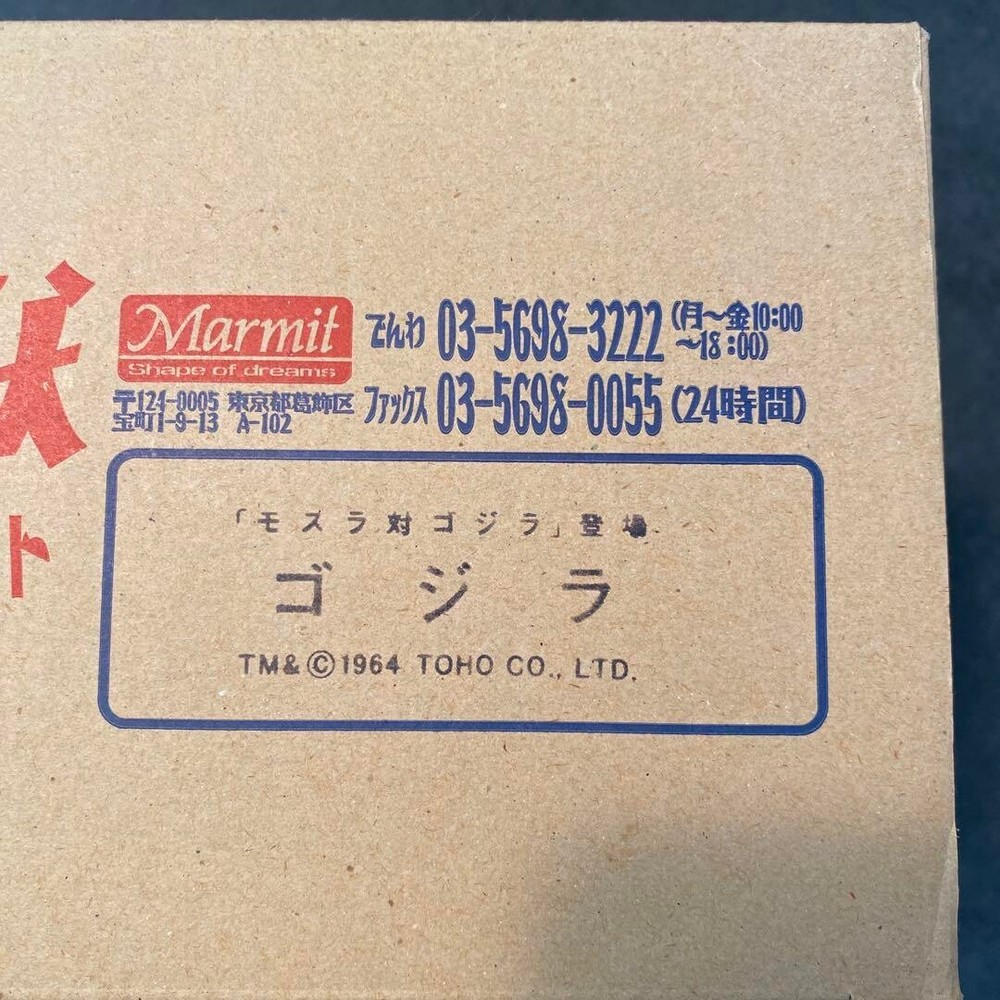 Marmit
Shape of dreams
〒124-0005 東京都葛飾区
宝町1-9-13 A-102
でんわ 03-5698-3222 (月〜金10:00
〜18:00)
ファックス 03-5698-0055 (24時間)
ト
「モスラ対ゴジラ」登場
ゴジラ
TM&©1964 TOHO CO., LTD.